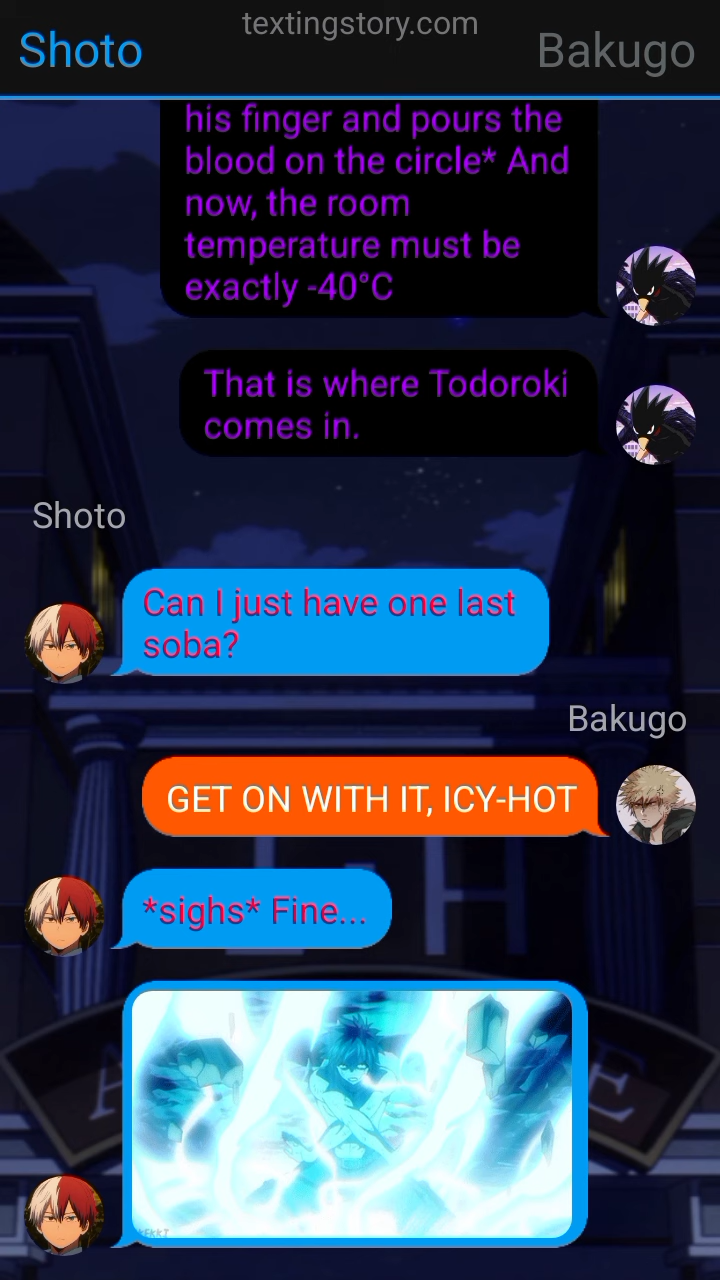 textingstory.com
Shoto
Bakugo
his finger and pours the
blood on the circle* And
now, the room
temperature must be
exactly -40°C
That is where Todoroki
comes in.
Shoto
Can I just have one last
soba?
Bakugo
GET ON WITH IT, ICY-HOT
*sighs* Fine...